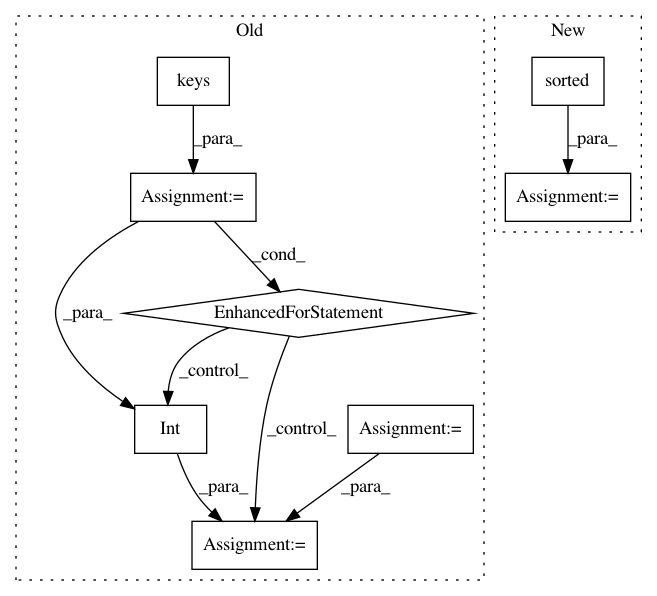 Old
New
keys
sorted
_para_
_para_
Assignment:=
Assignment:=
_cond_
_para_
EnhancedForStatement
_control_
_control_
Int
Assignment:=
_para_
_para_
Assignment:=